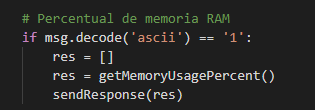 # Percentual de memoria RAM
if msg.decode('ascii') == '1':
    res = []
    res = getMemoryUsagePercent()
    sendResponse(res)